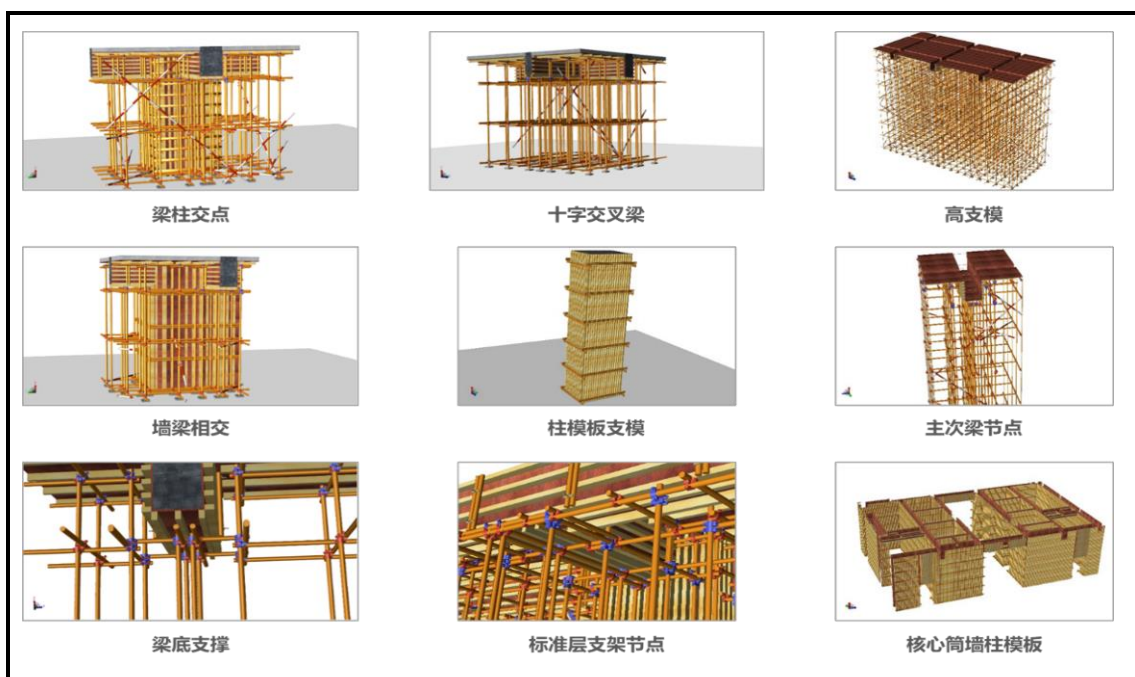 梁柱交点
十字交叉梁
高支模
墙梁相交
柱模板支模
主次梁节点
梁底支撑
标准层支架节点
核心筒墙柱模板